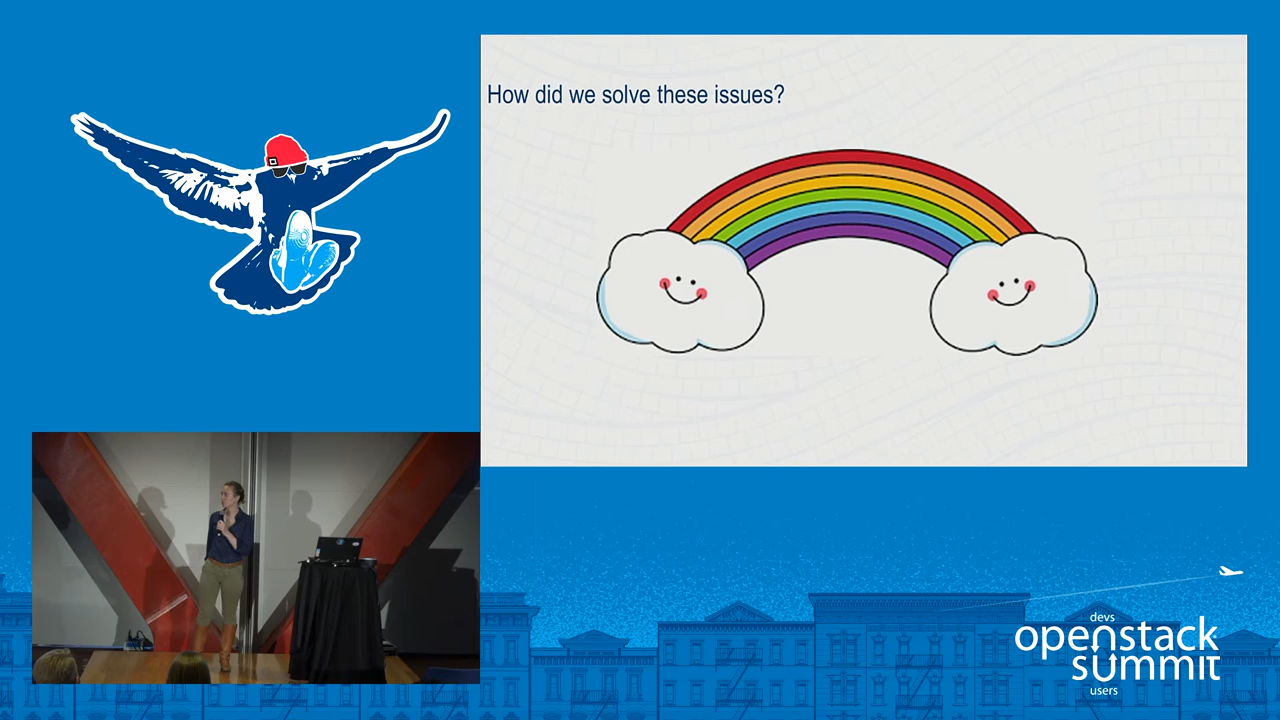 How did we solve these issues?
devs
openstack
summit
users